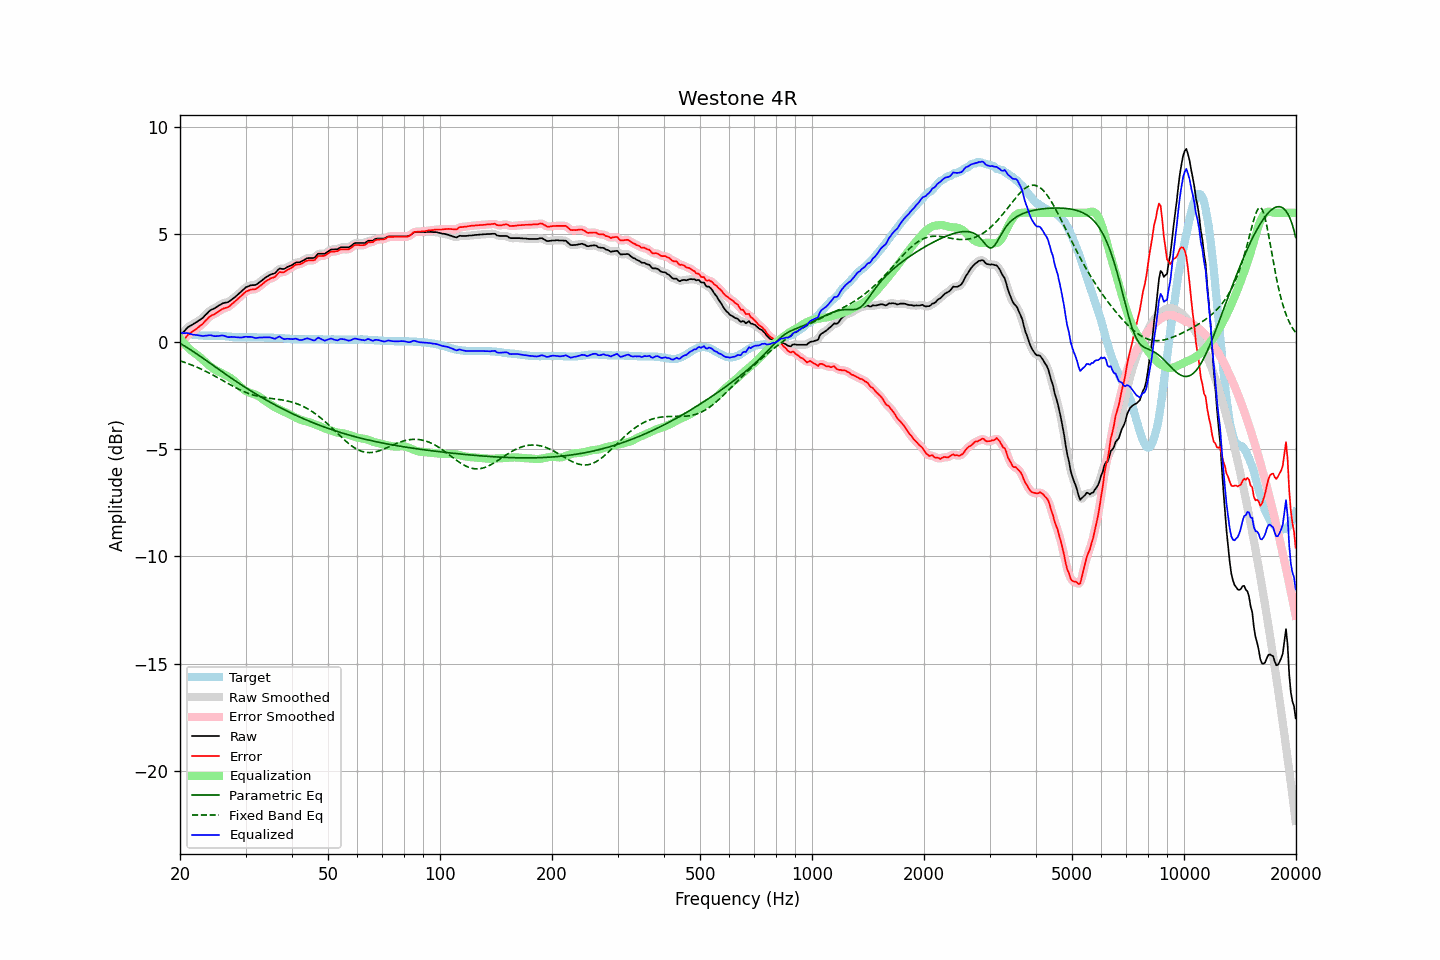 Westone 4R
10
5
0
−5
−10
−15
−20
Amplitude (dBr)
20
50
100
200
500
1000
2000
5000
10000
20000
Frequency (Hz)
Target
Raw Smoothed
Error Smoothed
Raw
Error
Equalization
Parametric Eq
Fixed Band Eq
Equalized